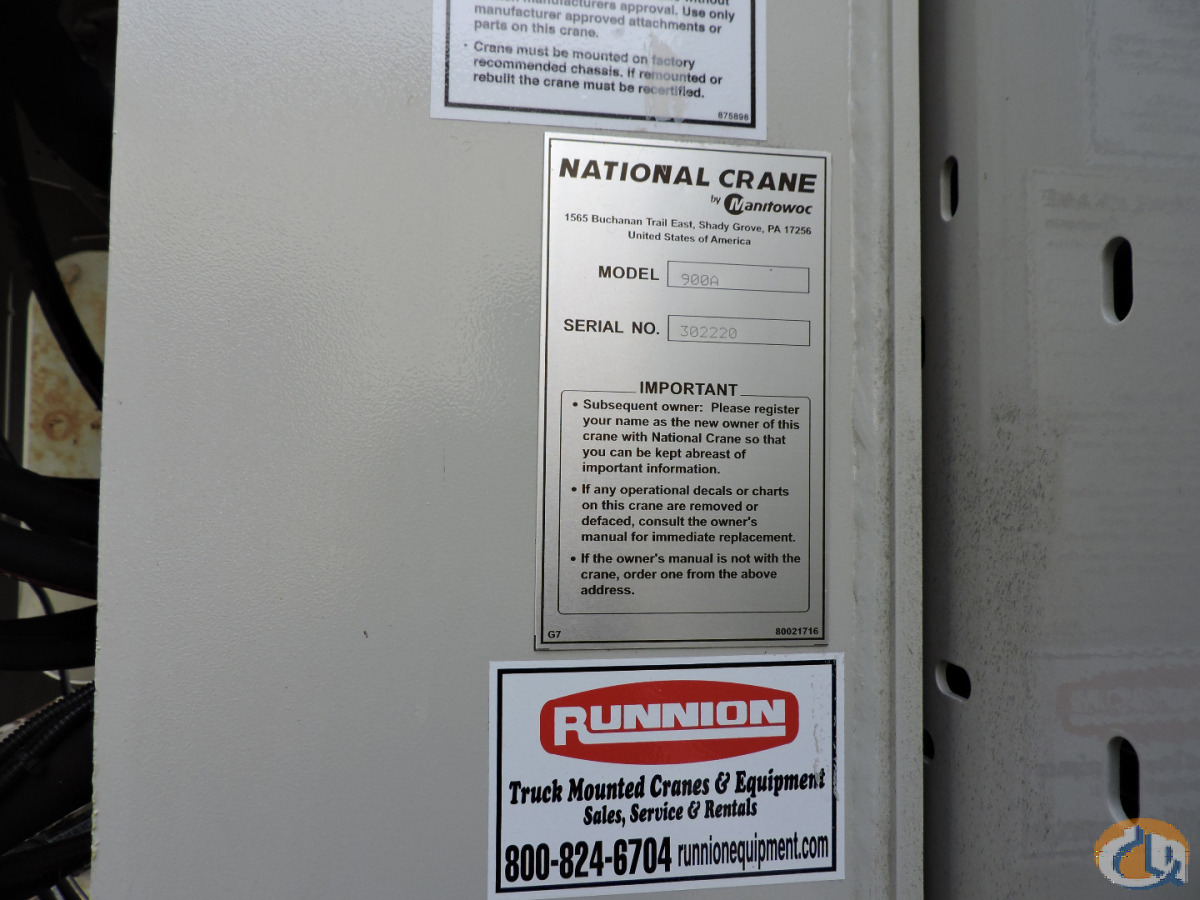 manufacturers approval. Use only
manufacturer approved attachments or
parts on this crane.
• Crane must be mounted on factory
recommended chassis. If remounted or
rebuilt the crane must be recertified.
875898
NATIONAL CRANE
by Manitowoc
1565 Buchanan Trail East, Shady Grove, PA 17256
United States of America
MODEL 900A
SERIAL NO. 302220
IMPORTANT
• Subsequent owner: Please register
your name as the new owner of this
crane with National Crane so that
you can be kept abreast of
important information.
• If any operational decals or charts
on this crane are removed or
defaced, consult the owner's
manual for immediate replacement.
• If the owner's manual is not with the
crane, order one from the above
address.
G7 80021716
RUNNION
Truck Mounted Cranes & Equipment
Sales, Service & Rentals
800-824-6704 runnionequipment.com